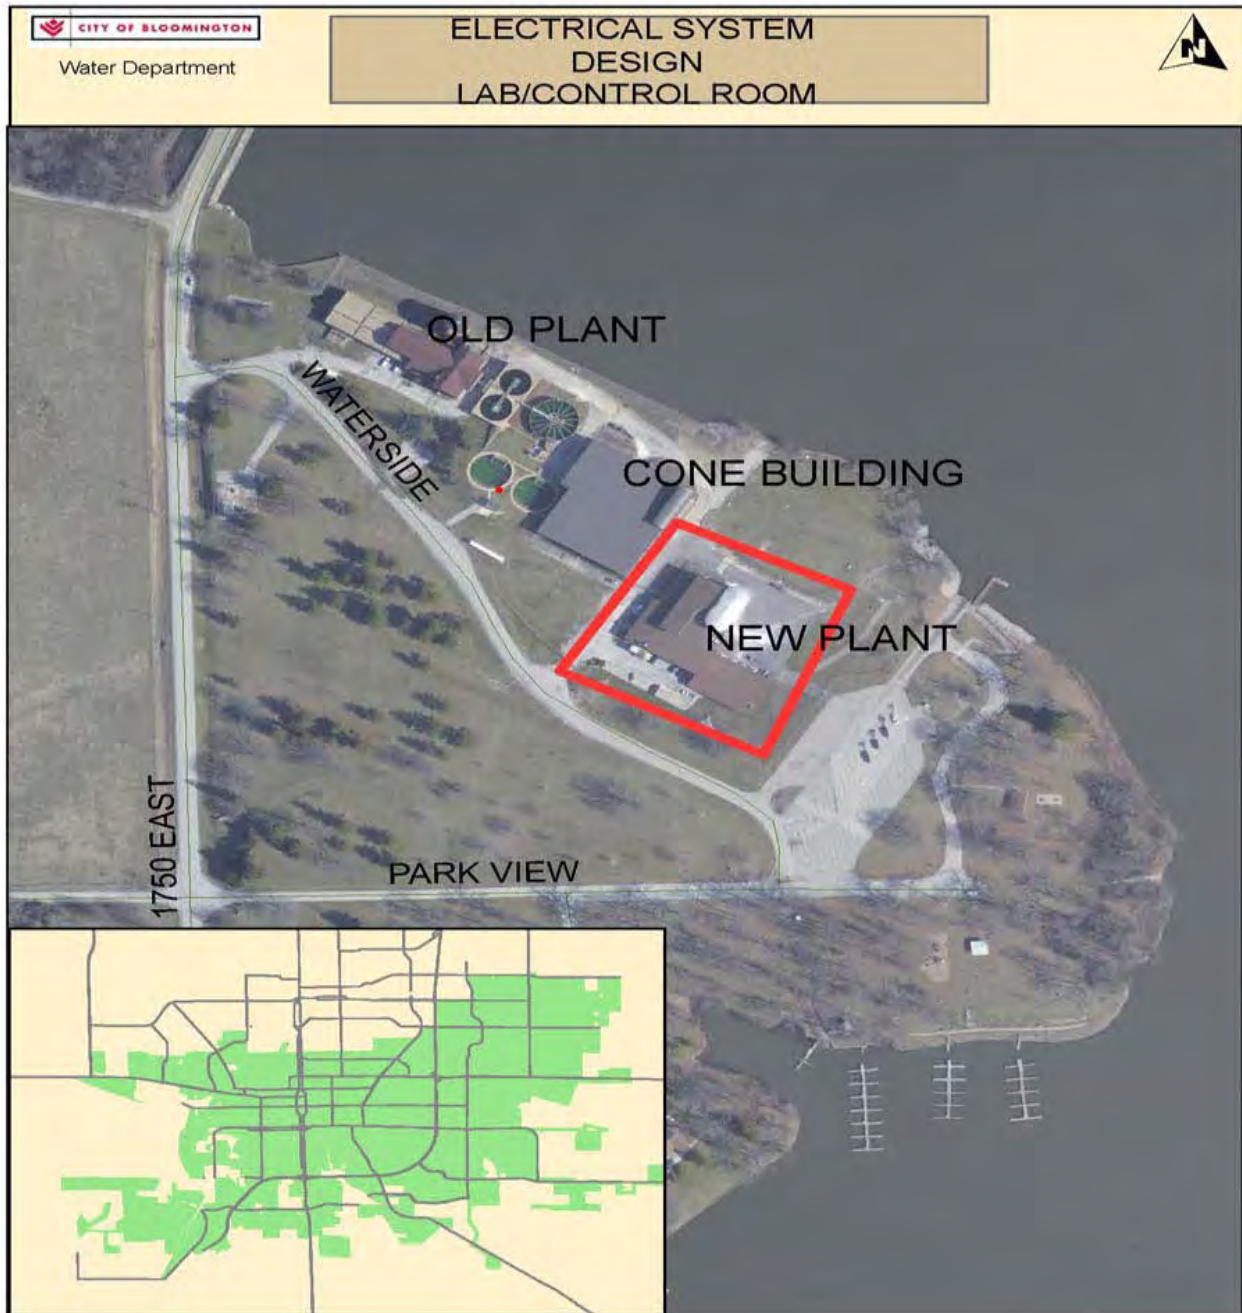 CITY OF BLOOMINGTON
Water Department
ELECTRICAL SYSTEM
DESIGN
LAB/CONTROL ROOM
N
OLD PLANT
WATERSIDE
CONE BUILDING
NEW PLANT
1750 EAST
PARK VIEW